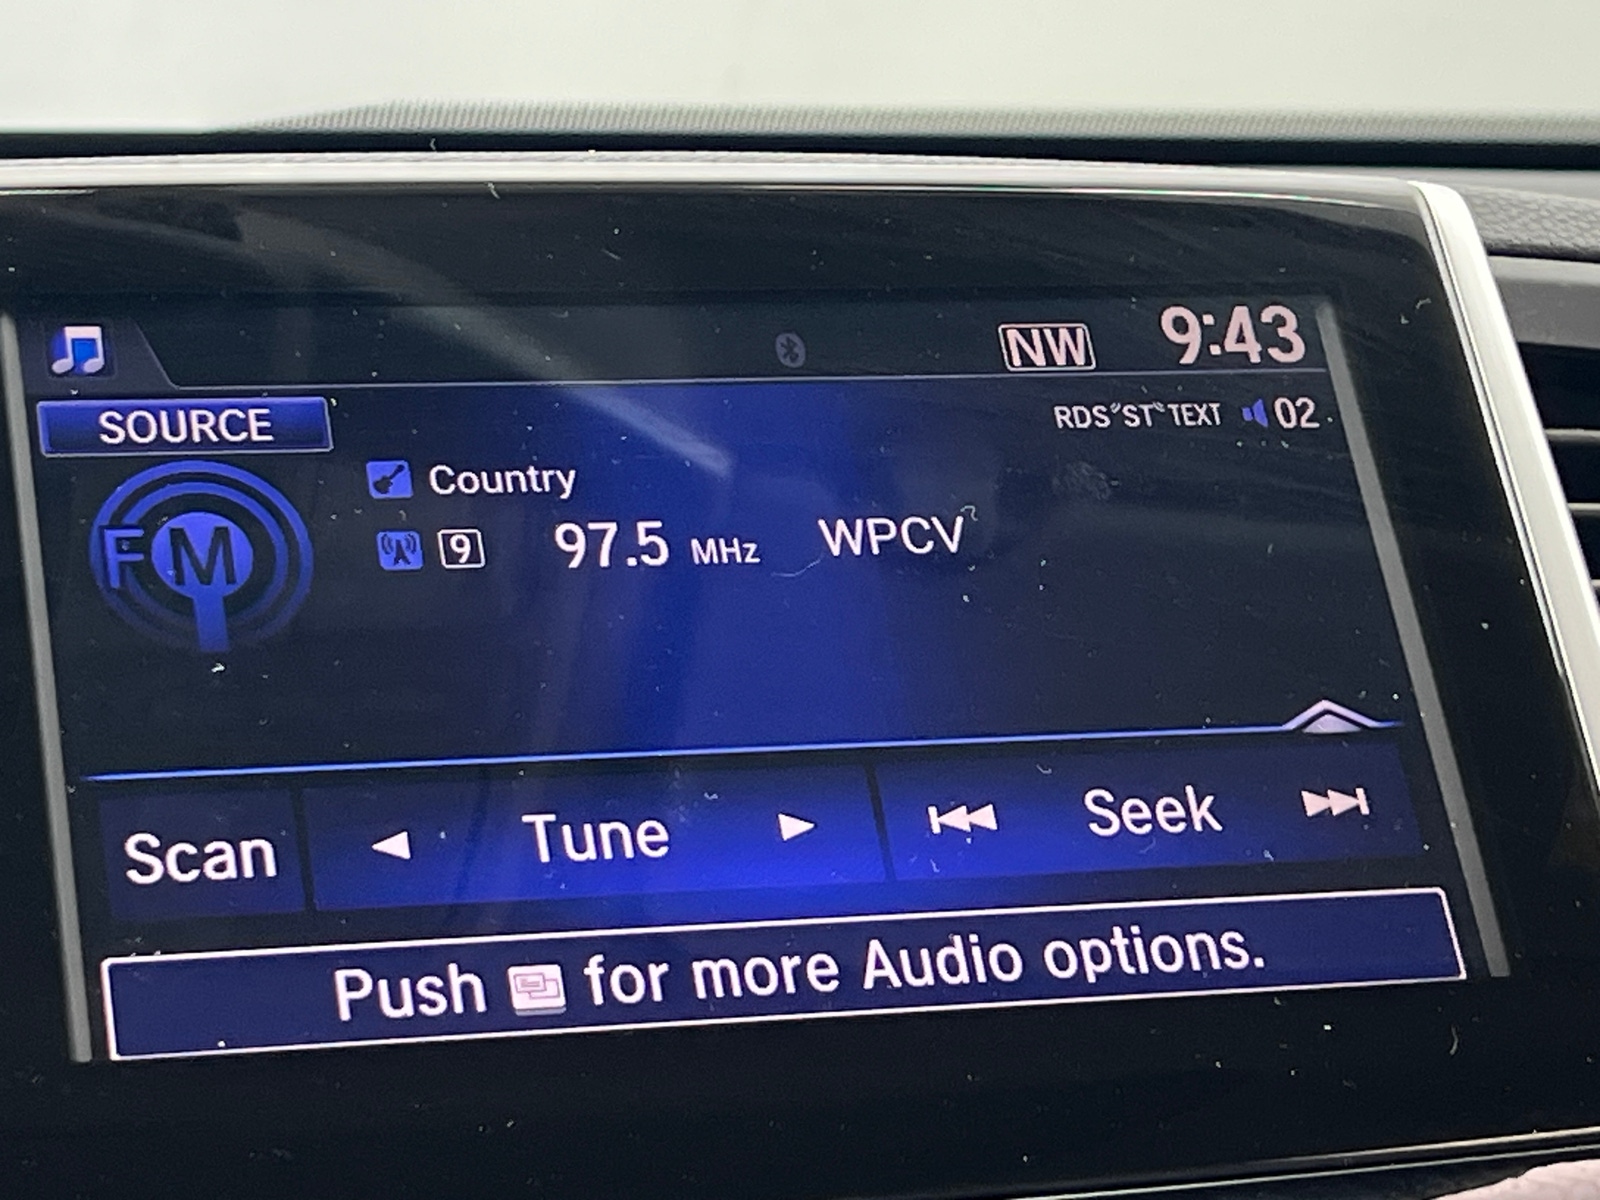 NW 9:43
SOURCE
RDS "ST" TEXT 02
Country
FM
9 97.5 MHz WPCV
Scan Tune Seek
Push for more Audio options.